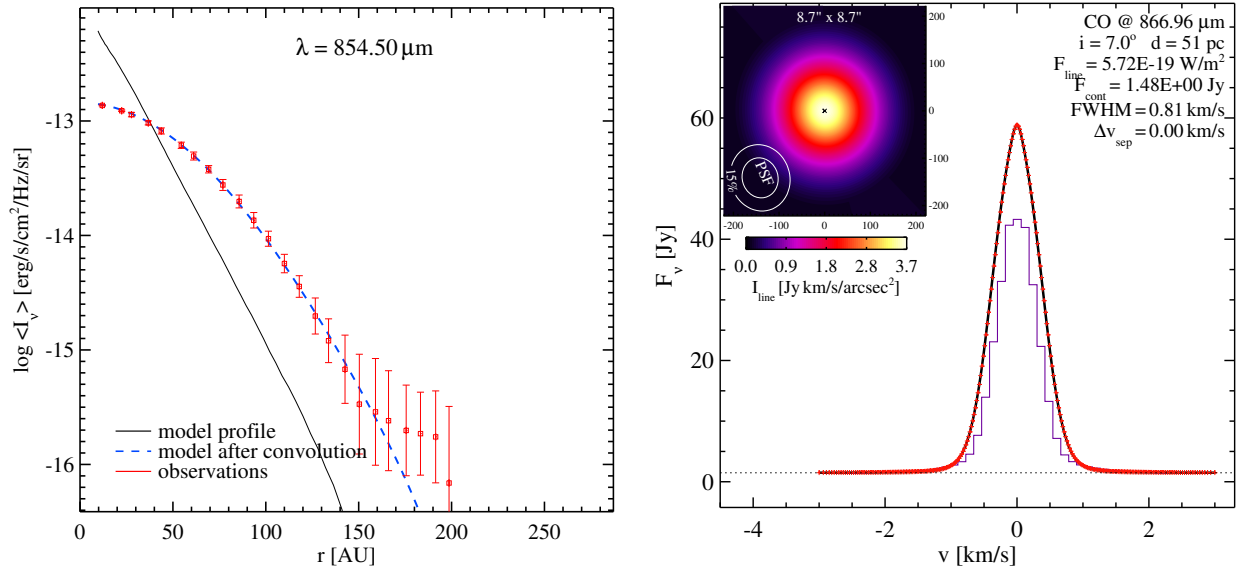 λ = 854.50 μm
-13
-14
-15
-16
log <I_ν> [erg/s/cm²/Hz/sr]
model profile
model after convolution
observations
0 50 100 150 200 250
r [AU]
8.7" x 8.7"
200
100
0
-100
-200
PSF
15%
-200 -100 0 100 200
0.0 0.9 1.8 2.8 3.7
I_line [Jy km/s/arcsec²]
CO @ 866.96 μm
i = 7.0° d = 51 pc
F_line = 5.72E-19 W/m²
F_cont = 1.48E+00 Jy
FWHM = 0.81 km/s
Δv_sep = 0.00 km/s
60
40
20
0
F_ν [Jy]
-4 -2 0 2
v [km/s]